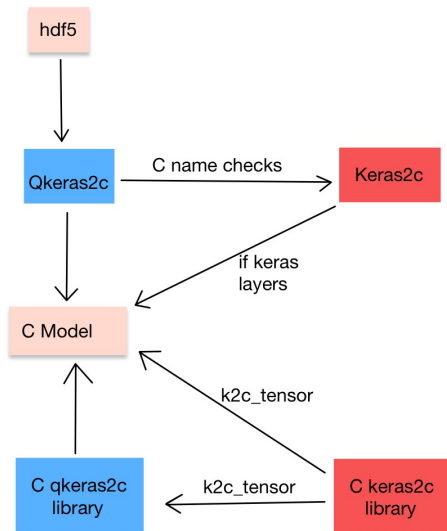 hdf5
C name checks
Qkeras2c
Keras2c
if keras
layers
C Model
k2c_tensor
k2c_tensor
C qkeras2c
library
C keras2c
library